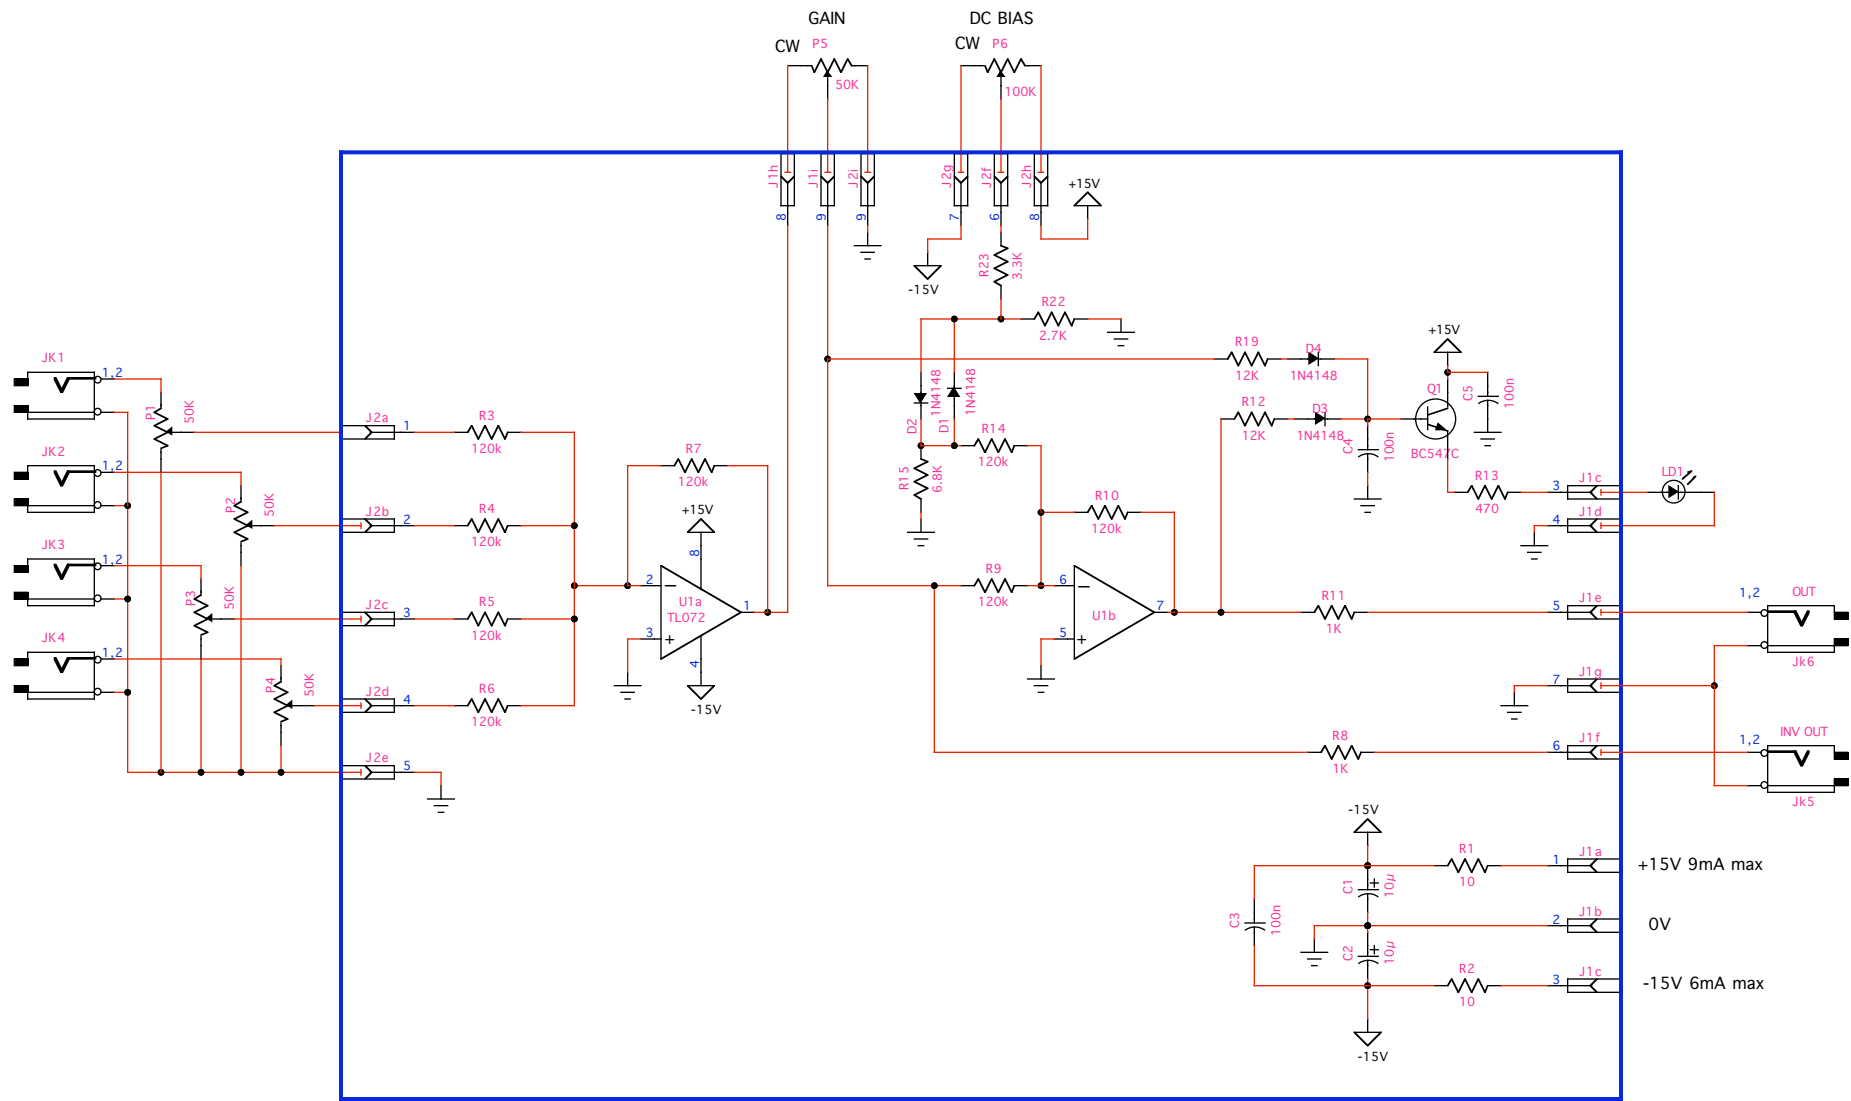 GAIN
DC BIAS
CW P5
CW P6
50K
100K
J1h
J1i
J2i
J2g
J2f
J2h
8
9
9
7
6
8
+15V
-15V
R23
3.3K
R22
2.7K
+15V
JK1
1,2
P1
50K
J2a
1
R3
120k
JK2
1,2
P2
50K
J2b
2
R4
120k
JK3
1,2
P3
50K
J2c
3
R5
120k
JK4
1,2
P4
50K
J2d
4
R6
120k
J2e
5
R7
120k
+15V
8
2
3
1
4
U1a
TL072
-15V
D2
1N4148
D1
1N4148
R14
120k
R15
6.8K
R10
120k
R9
120k
6
5
7
U1b
R19
12K
D4
1N4148
R12
12K
D3
1N4148
C4
100n
Q1
BC547C
C5
100n
R13
470
3
J1c
LD1
4
J1d
R11
1K
5
J1e
1,2
OUT
Jk6
7
J1g
R8
1K
6
J1f
1,2
INV OUT
Jk5
-15V
R1
10
1
J1a
+15V 9mA max
C1
10µ
C3
100n
2
J1b
0V
C2
10µ
R2
10
3
J1c
-15V 6mA max
-15V